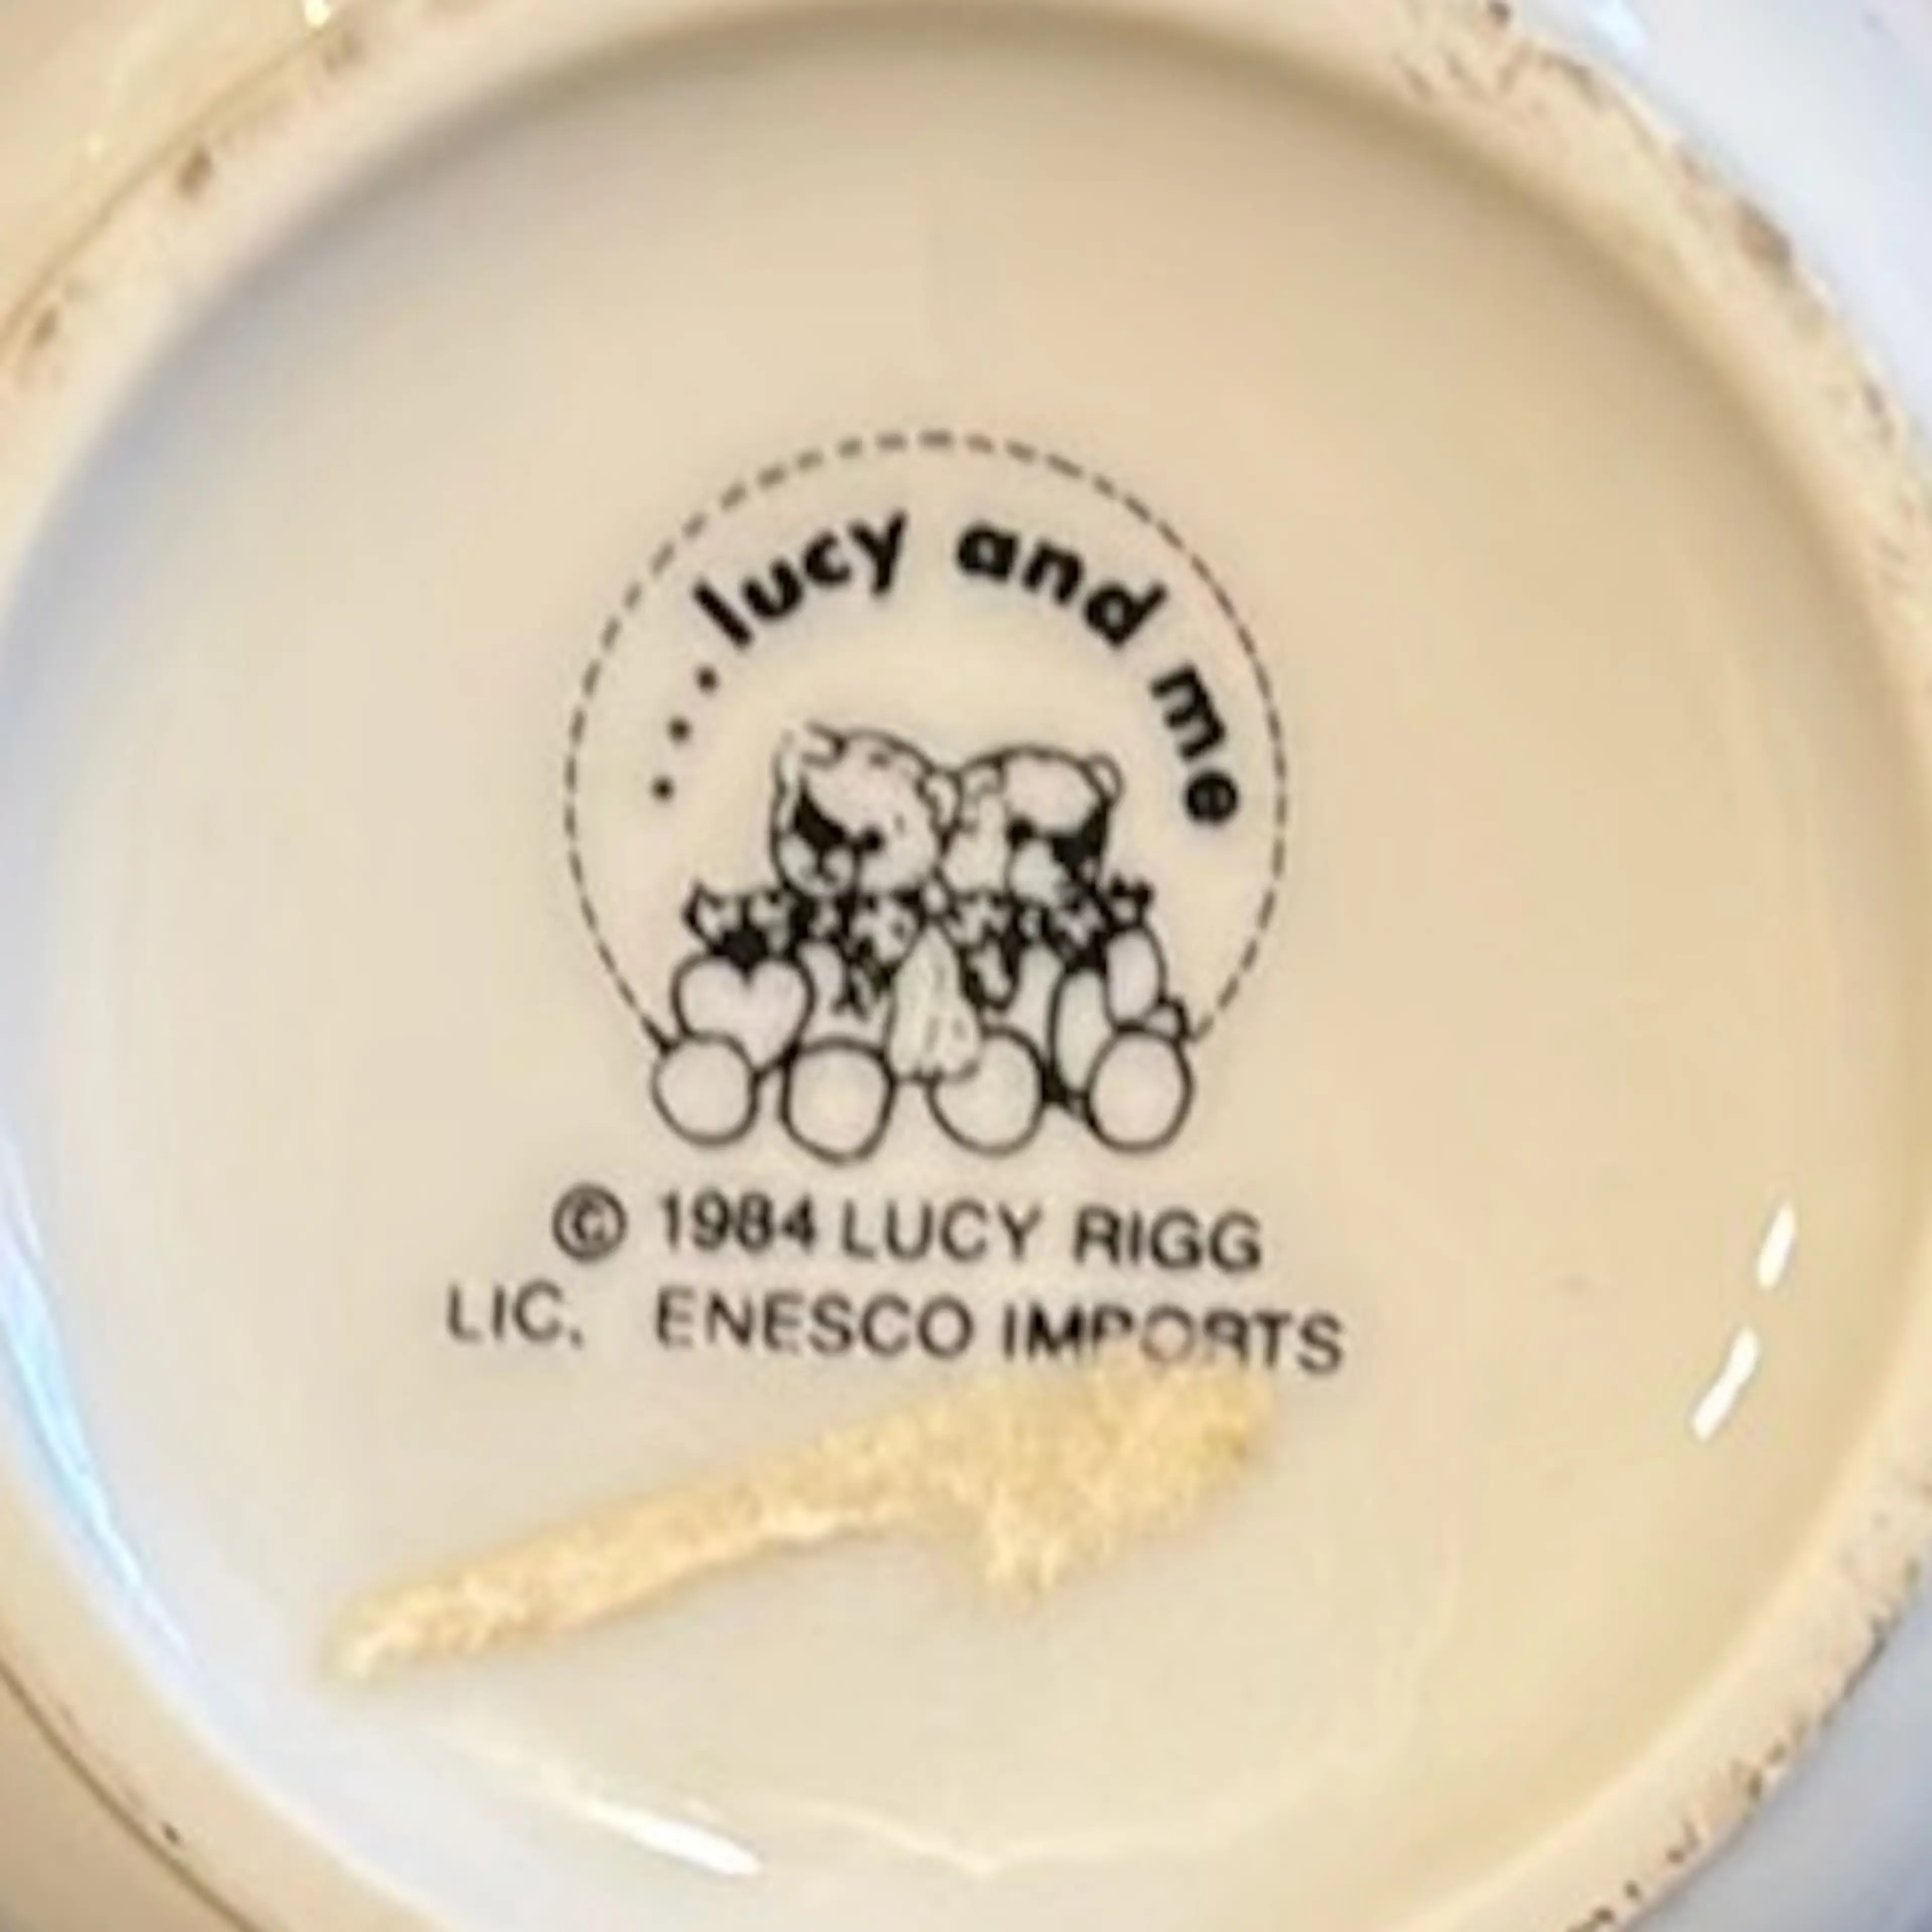 ...lucy and me
© 1984 LUCY RIGG
LIC. ENESCO IMPORTS